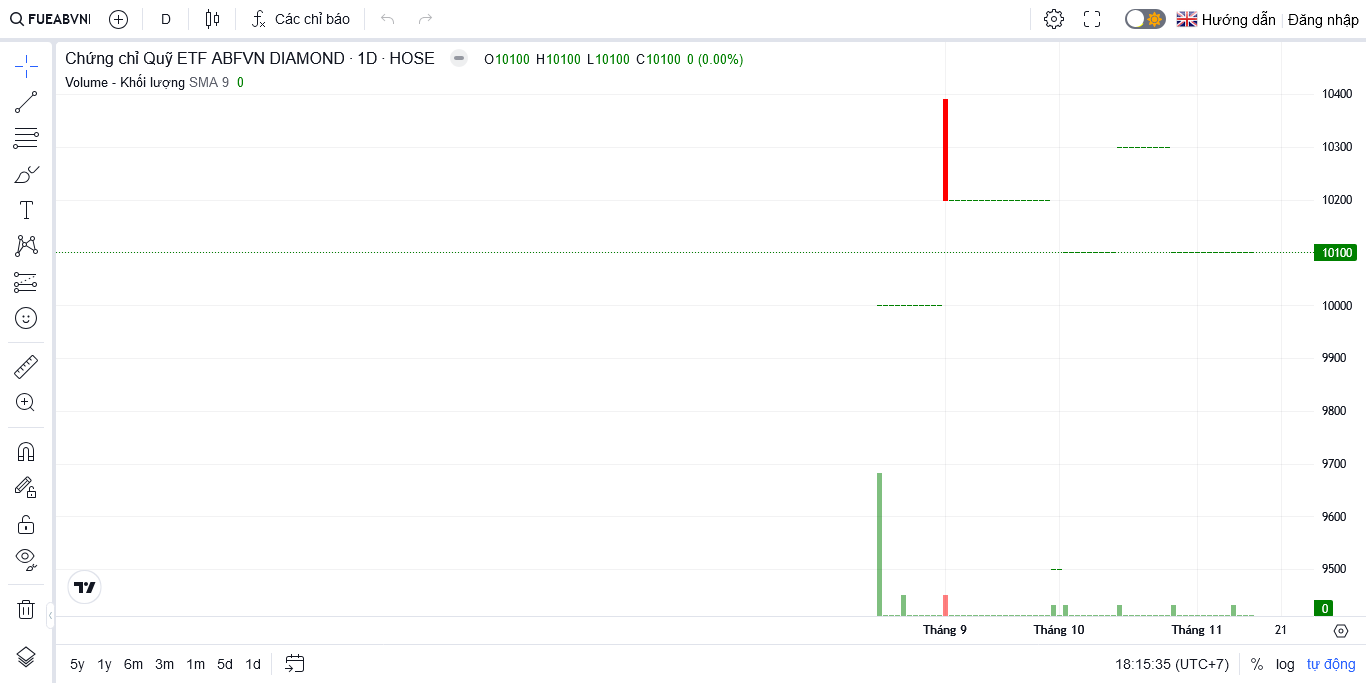 FUEABVN D Các chỉ báo Hướng dẫn Đăng nhập
Chứng chỉ Quỹ ETF ABFVN DIAMOND · 1D · HOSE O10100 H10100 L10100 C10100 0 (0.00%)
Volume - Khối lượng SMA 9 0
10400
10300
10200
10100
10000
9900
9800
9700
9600
9500
0
Tháng 9 Tháng 10 Tháng 11 21
5y 1y 6m 3m 1m 5d 1d 18:15:35 (UTC+7) % log tự động